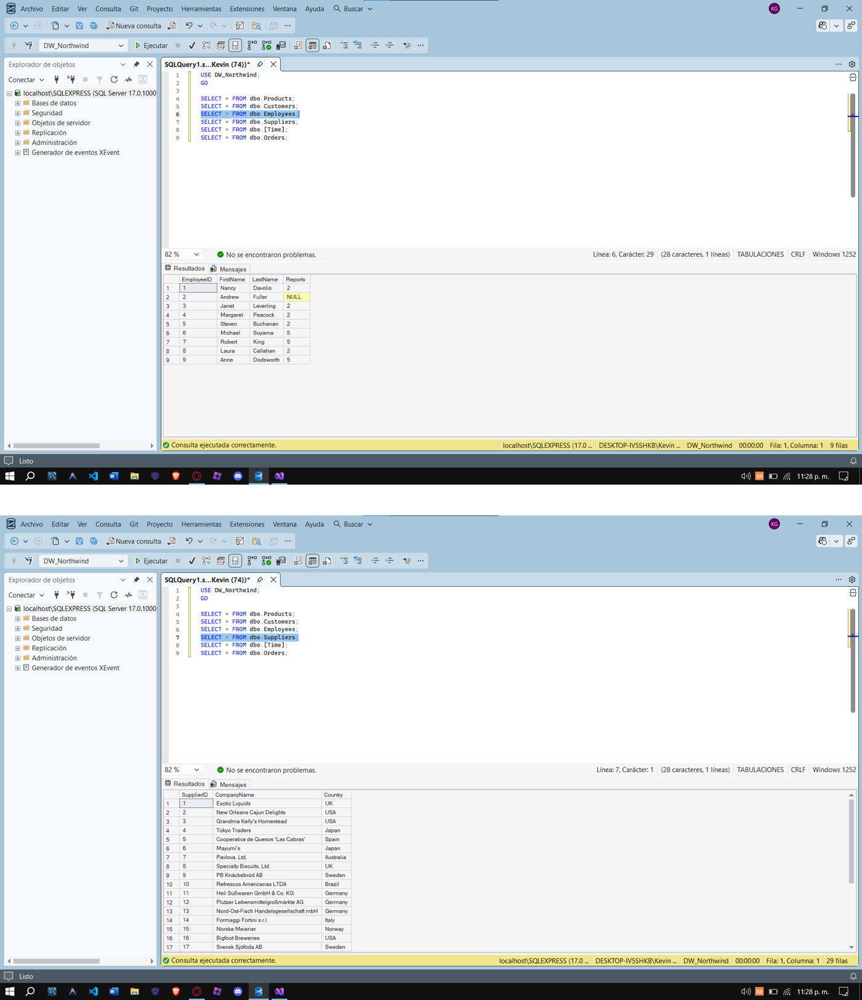 Archivo Editar Ver Consulta Git Proyecto Herramientas Extensiones Ventana Ayuda Buscar KG
Nueva consulta
DW_Northwind Ejecutar
Explorador de objetos SQLQuery1.s...Kevin (74))*
Conectar
localhost\SQLEXPRESS (SQL Server 17.0.1000
Bases de datos
Seguridad
Objetos de servidor
Replicación
Administración
Generador de eventos XEvent
1 USE DW_Northwind;
2 GO
3
4 SELECT * FROM dbo.Products;
5 SELECT * FROM dbo.Customers;
6 SELECT * FROM dbo.Employees;
7 SELECT * FROM dbo.Suppliers;
8 SELECT * FROM dbo.[Time];
9 SELECT * FROM dbo.Orders;
82 % No se encontraron problemas. Línea: 6, Carácter: 29 (28 caracteres, 1 líneas) TABULACIONES CRLF Windows 1252
Resultados Mensajes
EmployeeID FirstName LastName Reports
1 1 Nancy Davolio 2
2 2 Andrew Fuller NULL
3 3 Janet Leverling 2
4 4 Margaret Peacock 2
5 5 Steven Buchanan 2
6 6 Michael Suyama 5
7 7 Robert King 5
8 8 Laura Callahan 2
9 9 Anne Dodsworth 5
Consulta ejecutada correctamente. localhost\SQLEXPRESS (17.0 ... DESKTOP-IV5SHKB\Kevin ... DW_Northwind 00:00:00 Fila: 1, Columna: 1 9 filas
Listo
88 11:28 p. m.
Archivo Editar Ver Consulta Git Proyecto Herramientas Extensiones Ventana Ayuda Buscar KG
Nueva consulta
DW_Northwind Ejecutar
Explorador de objetos SQLQuery1.s...Kevin (74))*
Conectar
localhost\SQLEXPRESS (SQL Server 17.0.1000
Bases de datos
Seguridad
Objetos de servidor
Replicación
Administración
Generador de eventos XEvent
1 USE DW_Northwind;
2 GO
3
4 SELECT * FROM dbo.Products;
5 SELECT * FROM dbo.Customers;
6 SELECT * FROM dbo.Employees;
7 SELECT * FROM dbo.Suppliers;
8 SELECT * FROM dbo.[Time];
9 SELECT * FROM dbo.Orders;
82 % No se encontraron problemas. Línea: 7, Carácter: 1 (28 caracteres, 1 líneas) TABULACIONES CRLF Windows 1252
Resultados Mensajes
SupplierID CompanyName Country
1 1 Exotic Liquids UK
2 2 New Orleans Cajun Delights USA
3 3 Grandma Kelly's Homestead USA
4 4 Tokyo Traders Japan
5 5 Cooperativa de Quesos 'Las Cabras' Spain
6 6 Mayumi's Japan
7 7 Pavlova, Ltd. Australia
8 8 Specialty Biscuits, Ltd. UK
9 9 PB Knäckebröd AB Sweden
10 10 Refrescos Americanas LTDA Brazil
11 11 Heli Süßwaren GmbH & Co. KG Germany
12 12 Plutzer Lebensmittelgroßmärkte AG Germany
13 13 Nord-Ost-Fisch Handelsgesellschaft mbH Germany
14 14 Formaggi Fortini s.r.l. Italy
15 15 Norske Meierier Norway
16 16 Bigfoot Breweries USA
17 17 Svensk Sjöföda AB Sweden
Consulta ejecutada correctamente. localhost\SQLEXPRESS (17.0 ... DESKTOP-IV5SHKB\Kevin ... DW_Northwind 00:00:00 Fila: 1, Columna: 1 29 filas
Listo
88 11:28 p. m.